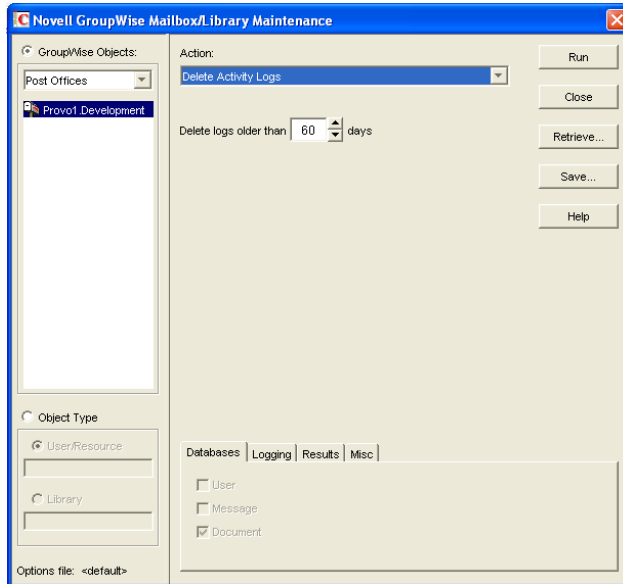 Novell GroupWise Mailbox/Library Maintenance
GroupWise Objects:
Post Offices
Provo1.Development
Object Type
User/Resource
Library
Options file: <default>
Action:
Delete Activity Logs
Delete logs older than 60 days
Databases Logging Results Misc
User
Message
Document
Run
Close
Retrieve...
Save...
Help